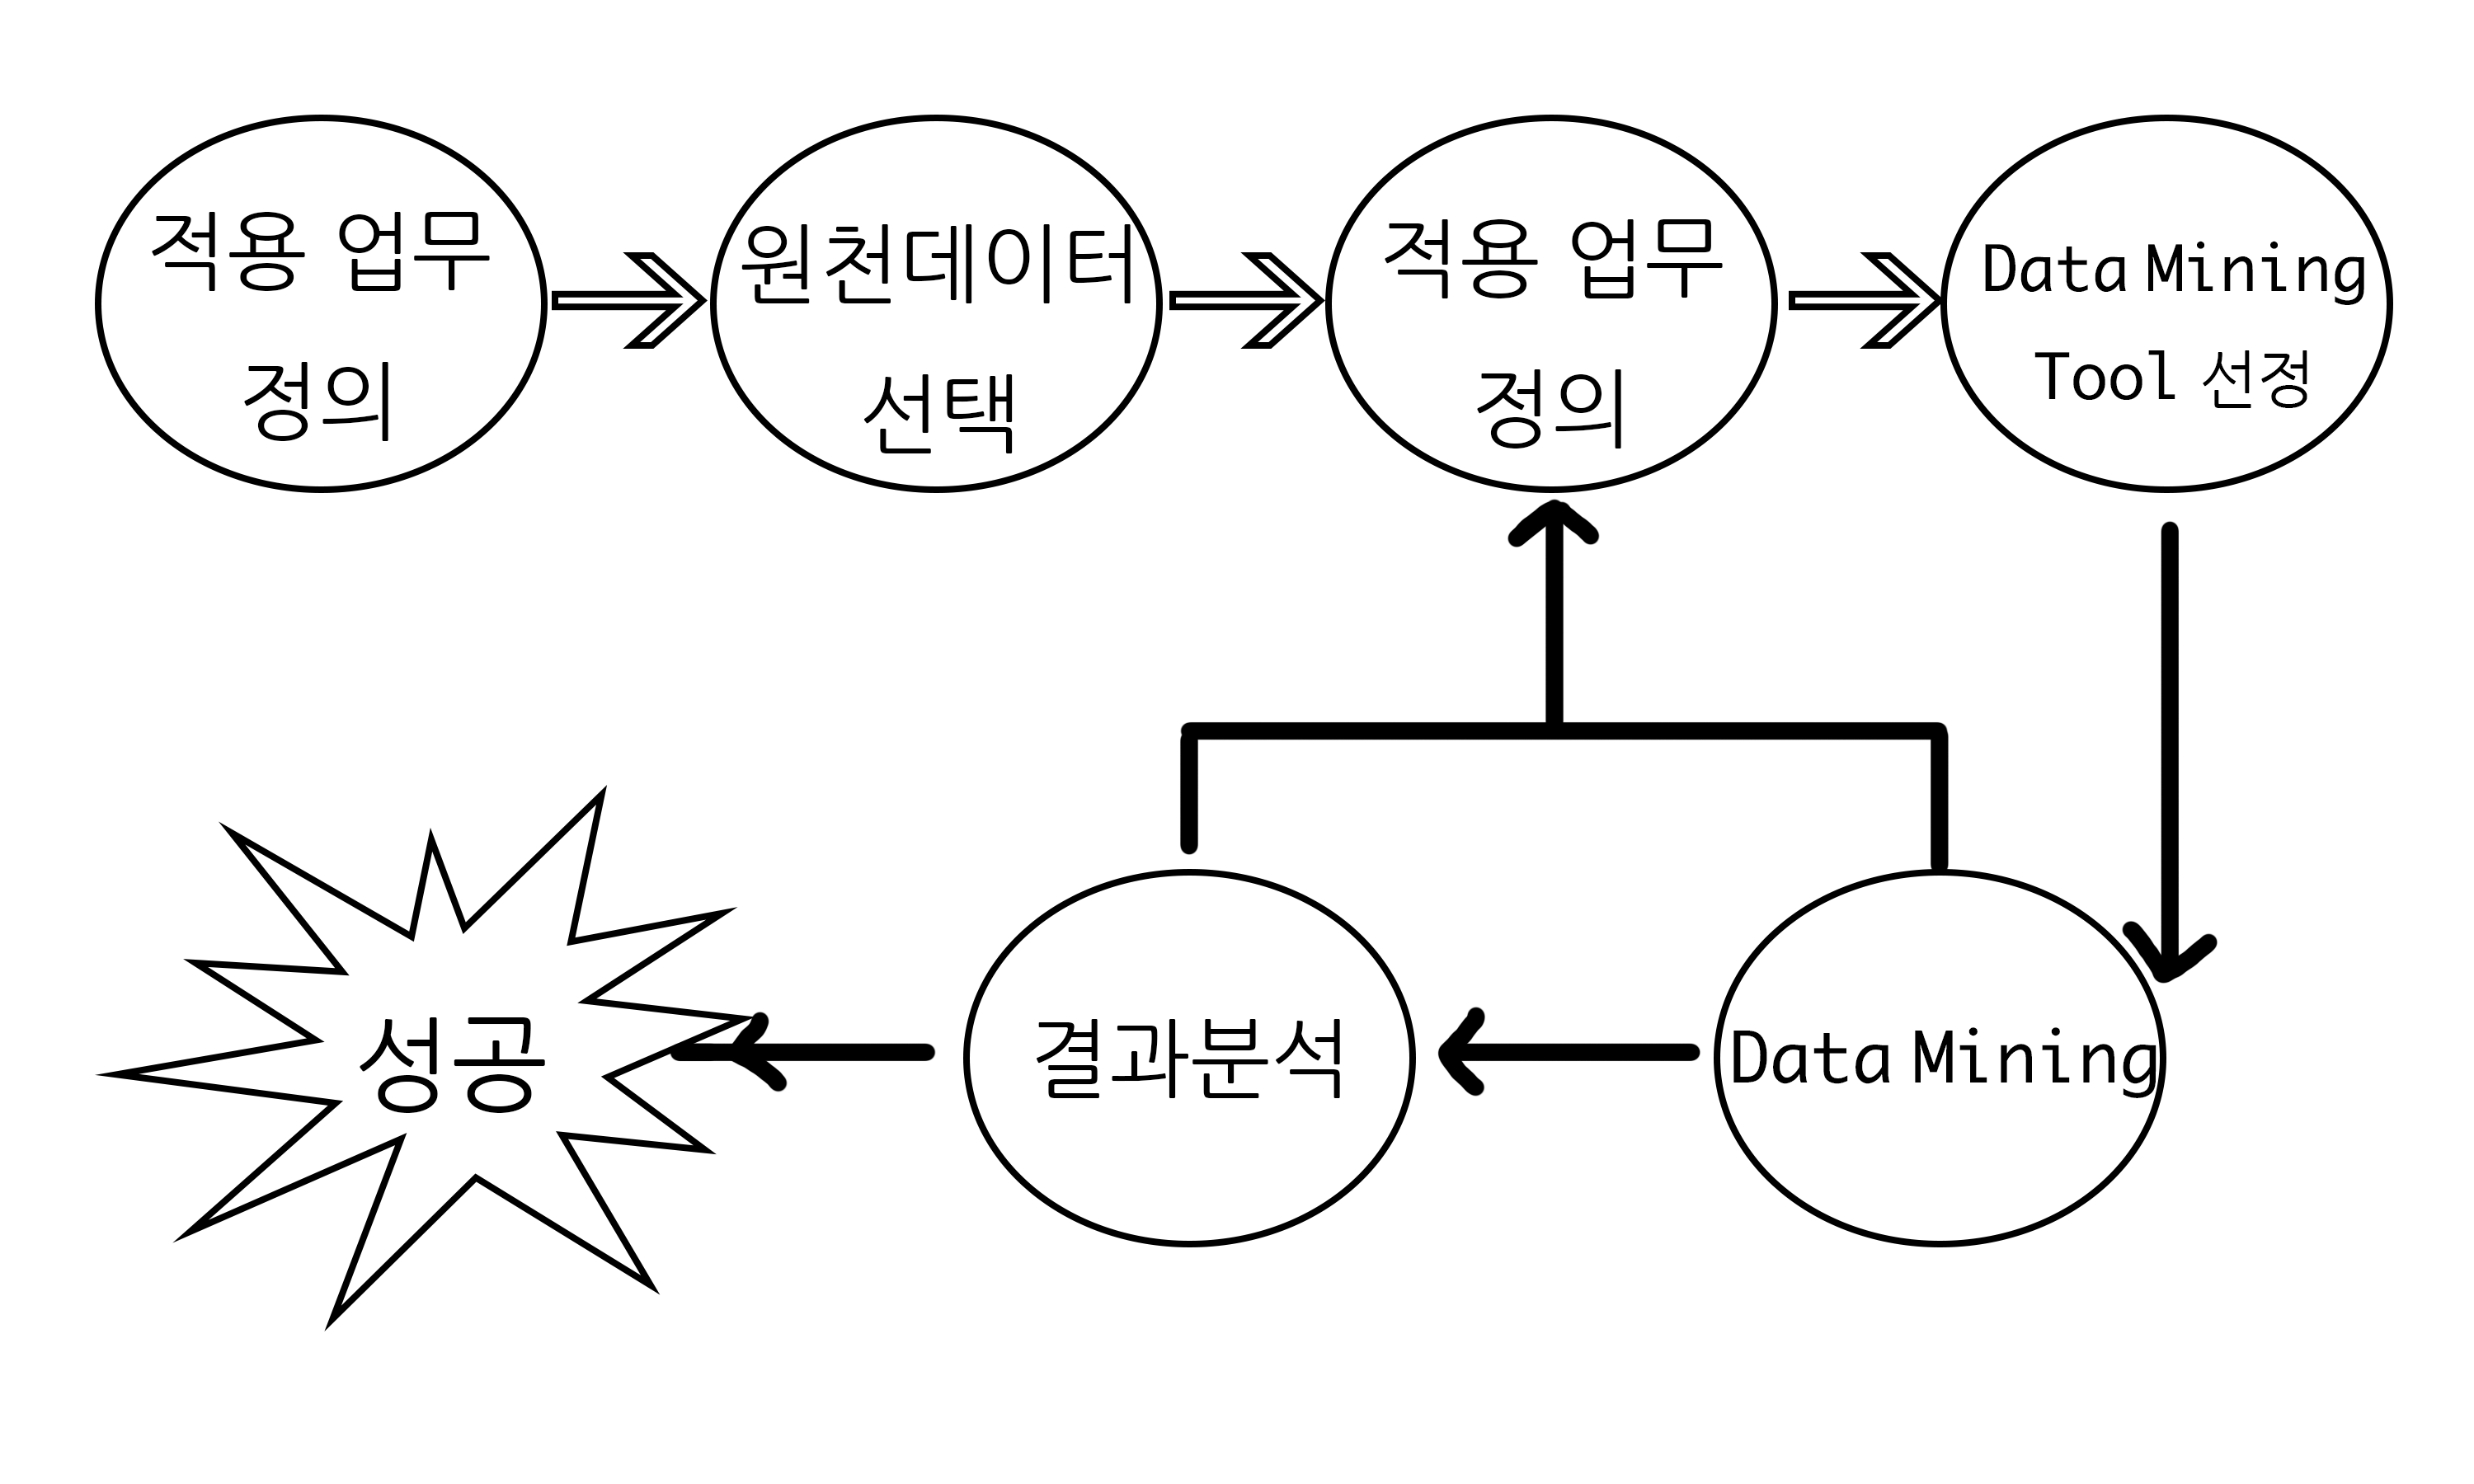 적용 업무
정의
원천데이터
선택
적용 업무
정의
Data Mining
Tool 선정
성공
결과분석
Data Mining